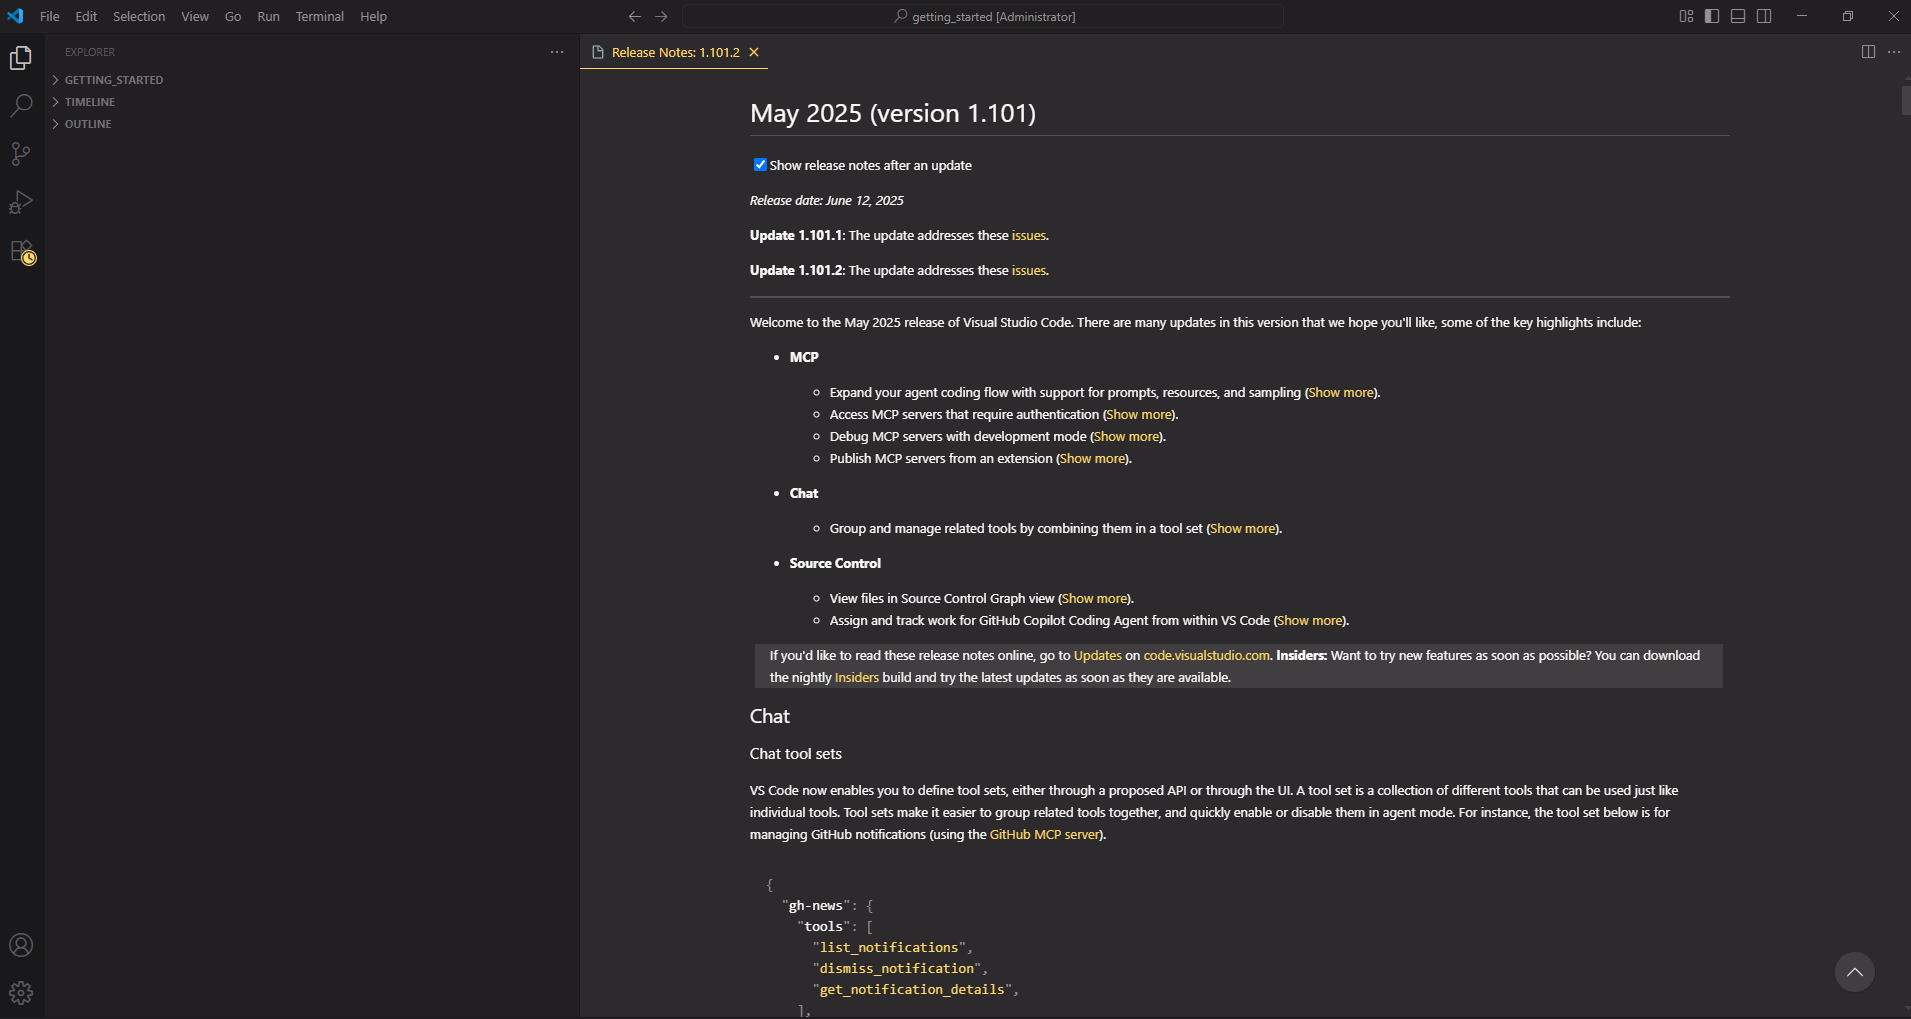 File Edit Selection View Go Run Terminal Help
getting_started [Administrator]
EXPLORER
GETTING_STARTED
TIMELINE
OUTLINE
Release Notes: 1.101.2
May 2025 (version 1.101)
Show release notes after an update
Release date: June 12, 2025
Update 1.101.1: The update addresses these issues.
Update 1.101.2: The update addresses these issues.
Welcome to the May 2025 release of Visual Studio Code. There are many updates in this version that we hope you'll like, some of the key highlights include:
MCP
Expand your agent coding flow with support for prompts, resources, and sampling (Show more).
Access MCP servers that require authentication (Show more).
Debug MCP servers with development mode (Show more).
Publish MCP servers from an extension (Show more).
Chat
Group and manage related tools by combining them in a tool set (Show more).
Source Control
View files in Source Control Graph view (Show more).
Assign and track work for GitHub Copilot Coding Agent from within VS Code (Show more).
If you'd like to read these release notes online, go to Updates on code.visualstudio.com. Insiders: Want to try new features as soon as possible? You can download
the nightly Insiders build and try the latest updates as soon as they are available.
Chat
Chat tool sets
VS Code now enables you to define tool sets, either through a proposed API or through the UI. A tool set is a collection of different tools that can be used just like
individual tools. Tool sets make it easier to group related tools together, and quickly enable or disable them in agent mode. For instance, the tool set below is for
managing GitHub notifications (using the GitHub MCP server).
{
"gh-news": {
"tools": [
"list_notifications",
"dismiss_notification",
"get_notification_details",
],